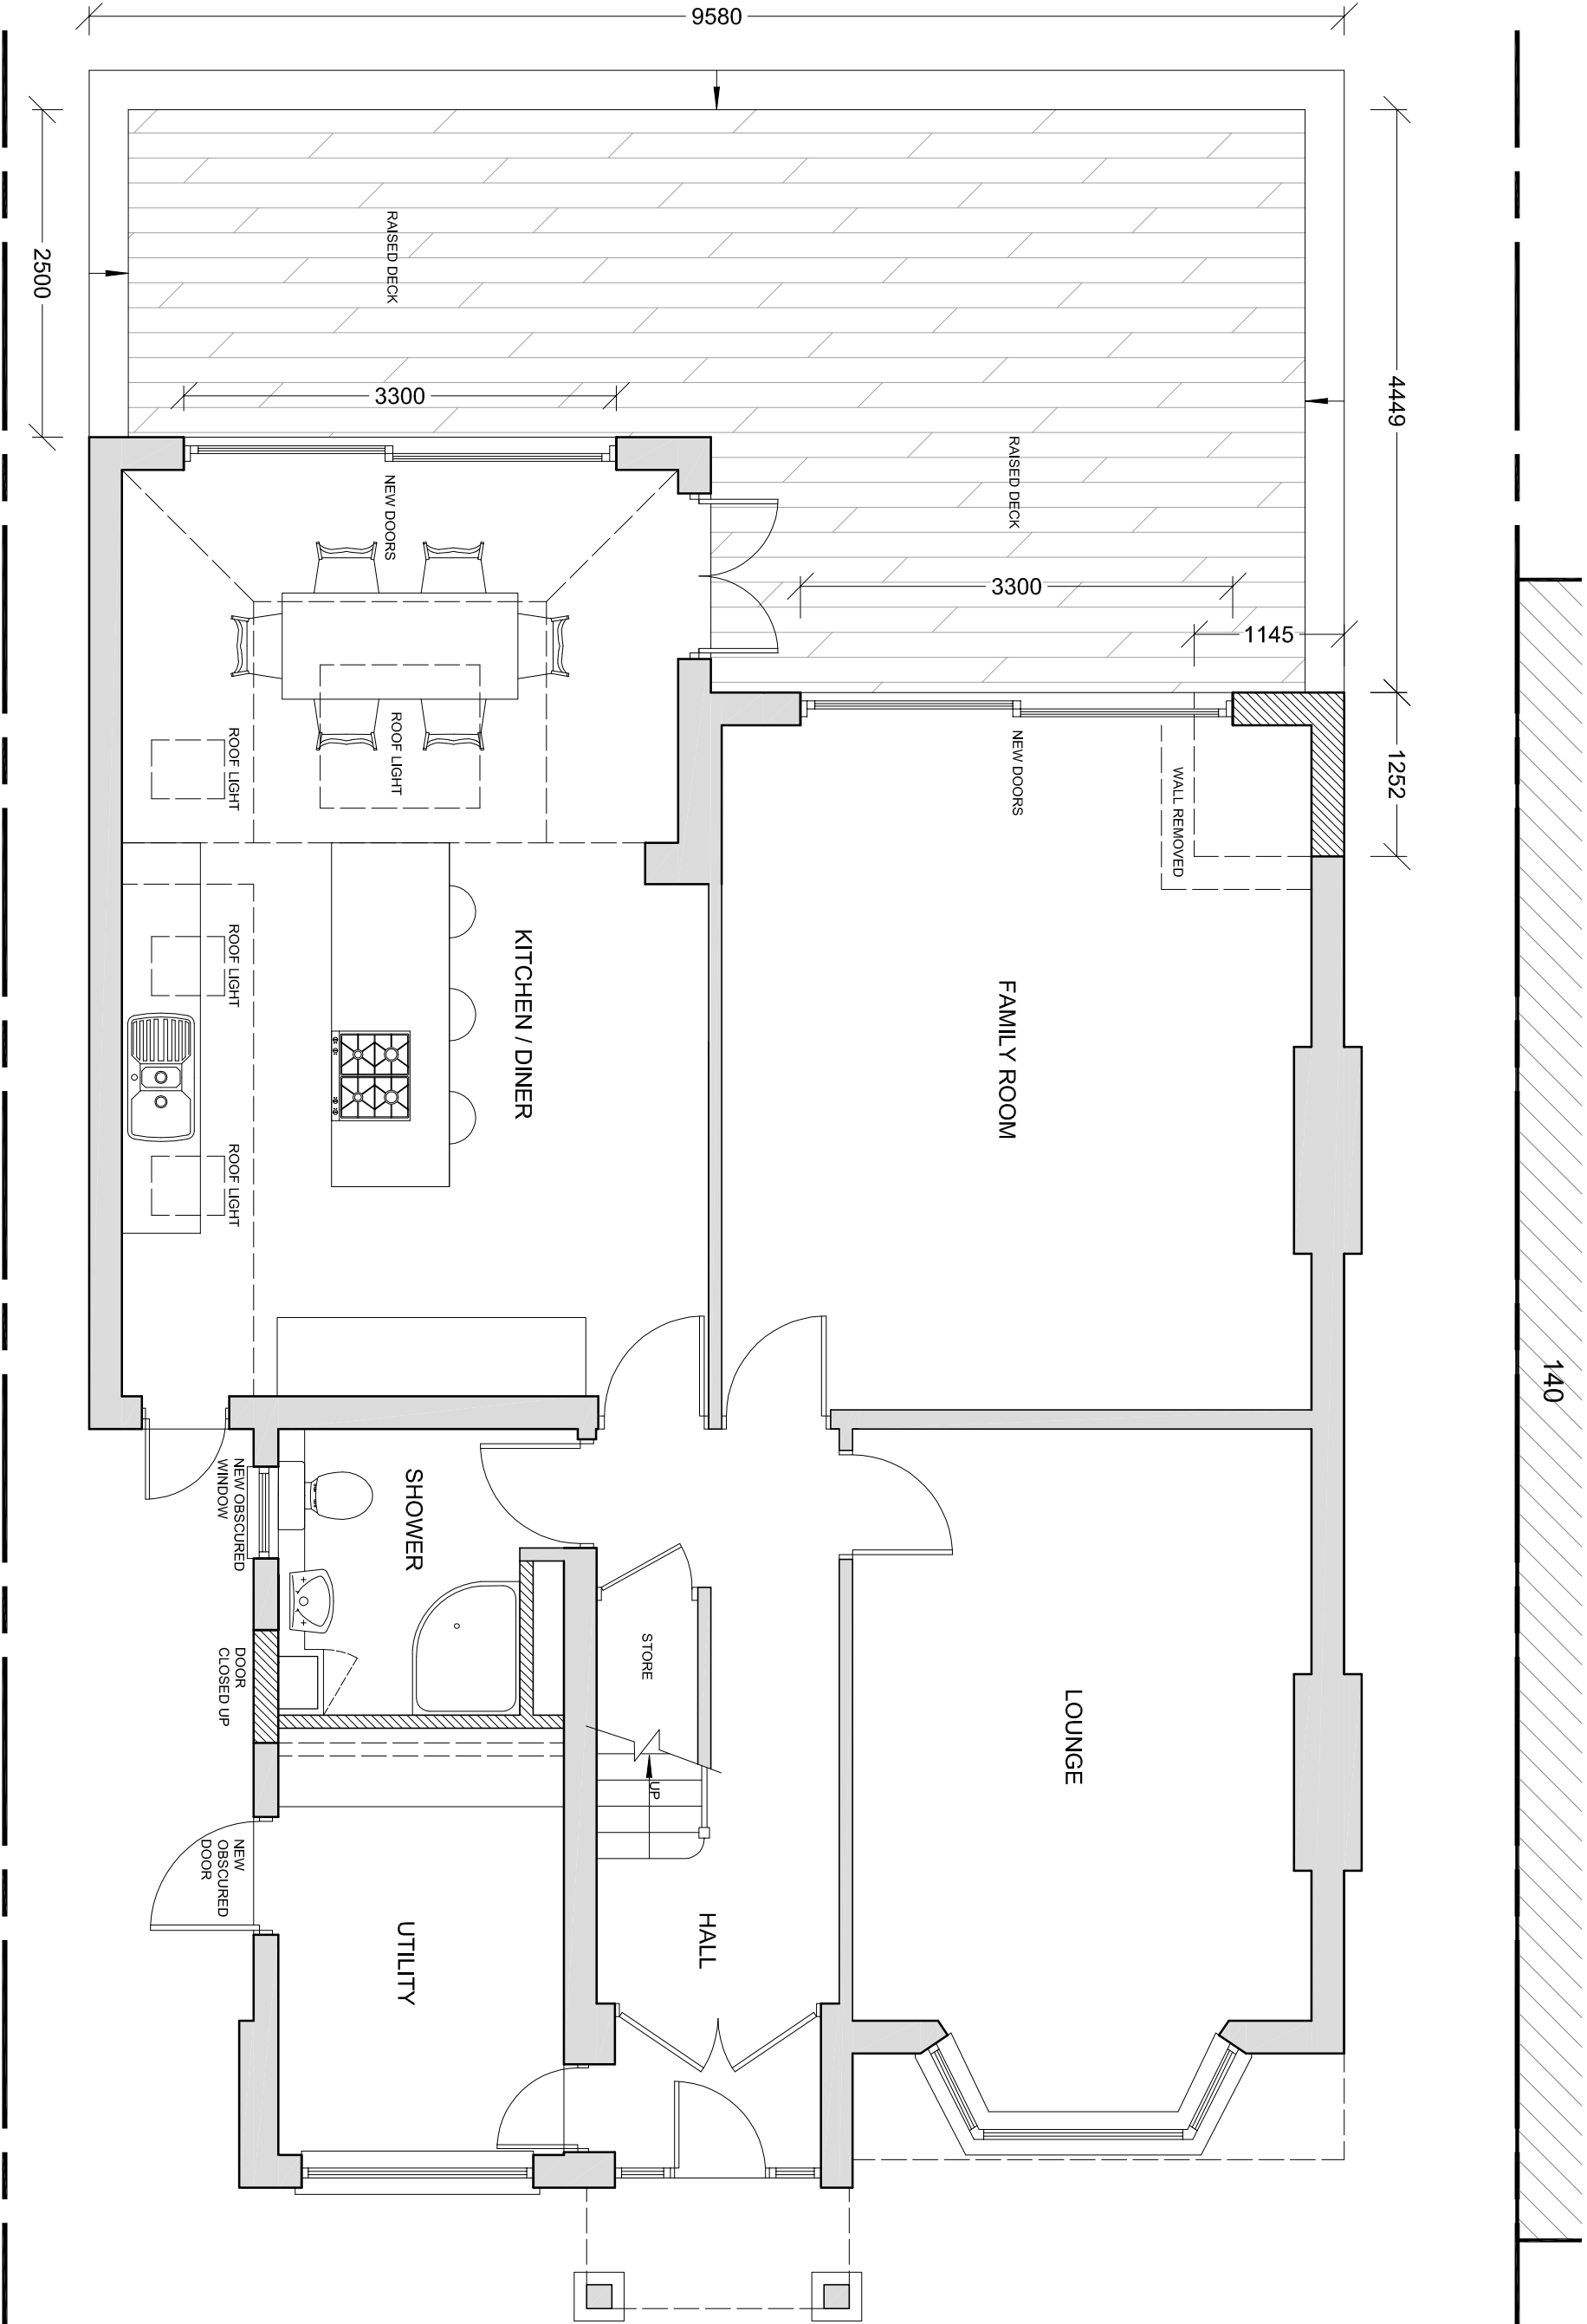 9580
2500
4449
RAISED DECK
3300
RAISED DECK
3300
1145
1252
NEW DOORS
NEW DOORS
WALL REMOVED
ROOF LIGHT
ROOF LIGHT
ROOF LIGHT
ROOF LIGHT
KITCHEN / DINER
FAMILY ROOM
140
SHOWER
NEW OBSCURED
WINDOW
DOOR
CLOSED UP
STORE
UP
LOUNGE
NEW
OBSCURED
DOOR
UTILITY
HALL